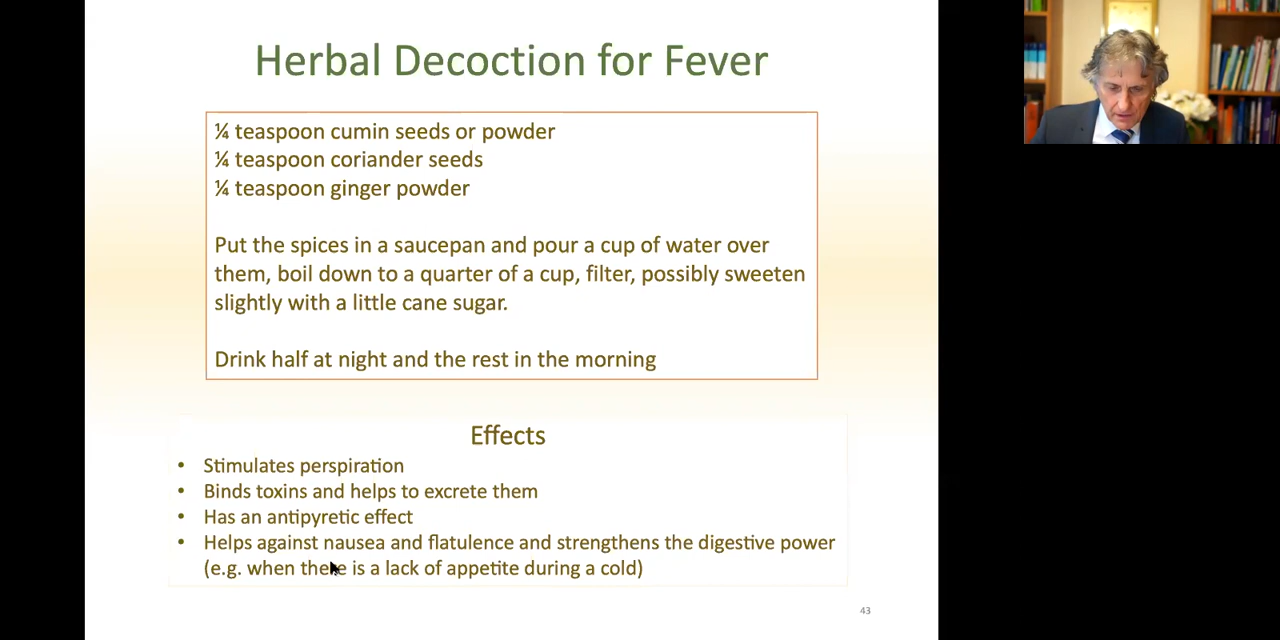 Herbal Decoction for Fever
¼ teaspoon cumin seeds or powder
¼ teaspoon coriander seeds
¼ teaspoon ginger powder
Put the spices in a saucepan and pour a cup of water over
them, boil down to a quarter of a cup, filter, possibly sweeten
slightly with a little cane sugar.
Drink half at night and the rest in the morning
Effects
• Stimulates perspiration
• Binds toxins and helps to excrete them
• Has an antipyretic effect
• Helps against nausea and flatulence and strengthens the digestive power
(e.g. when there is a lack of appetite during a cold)
43